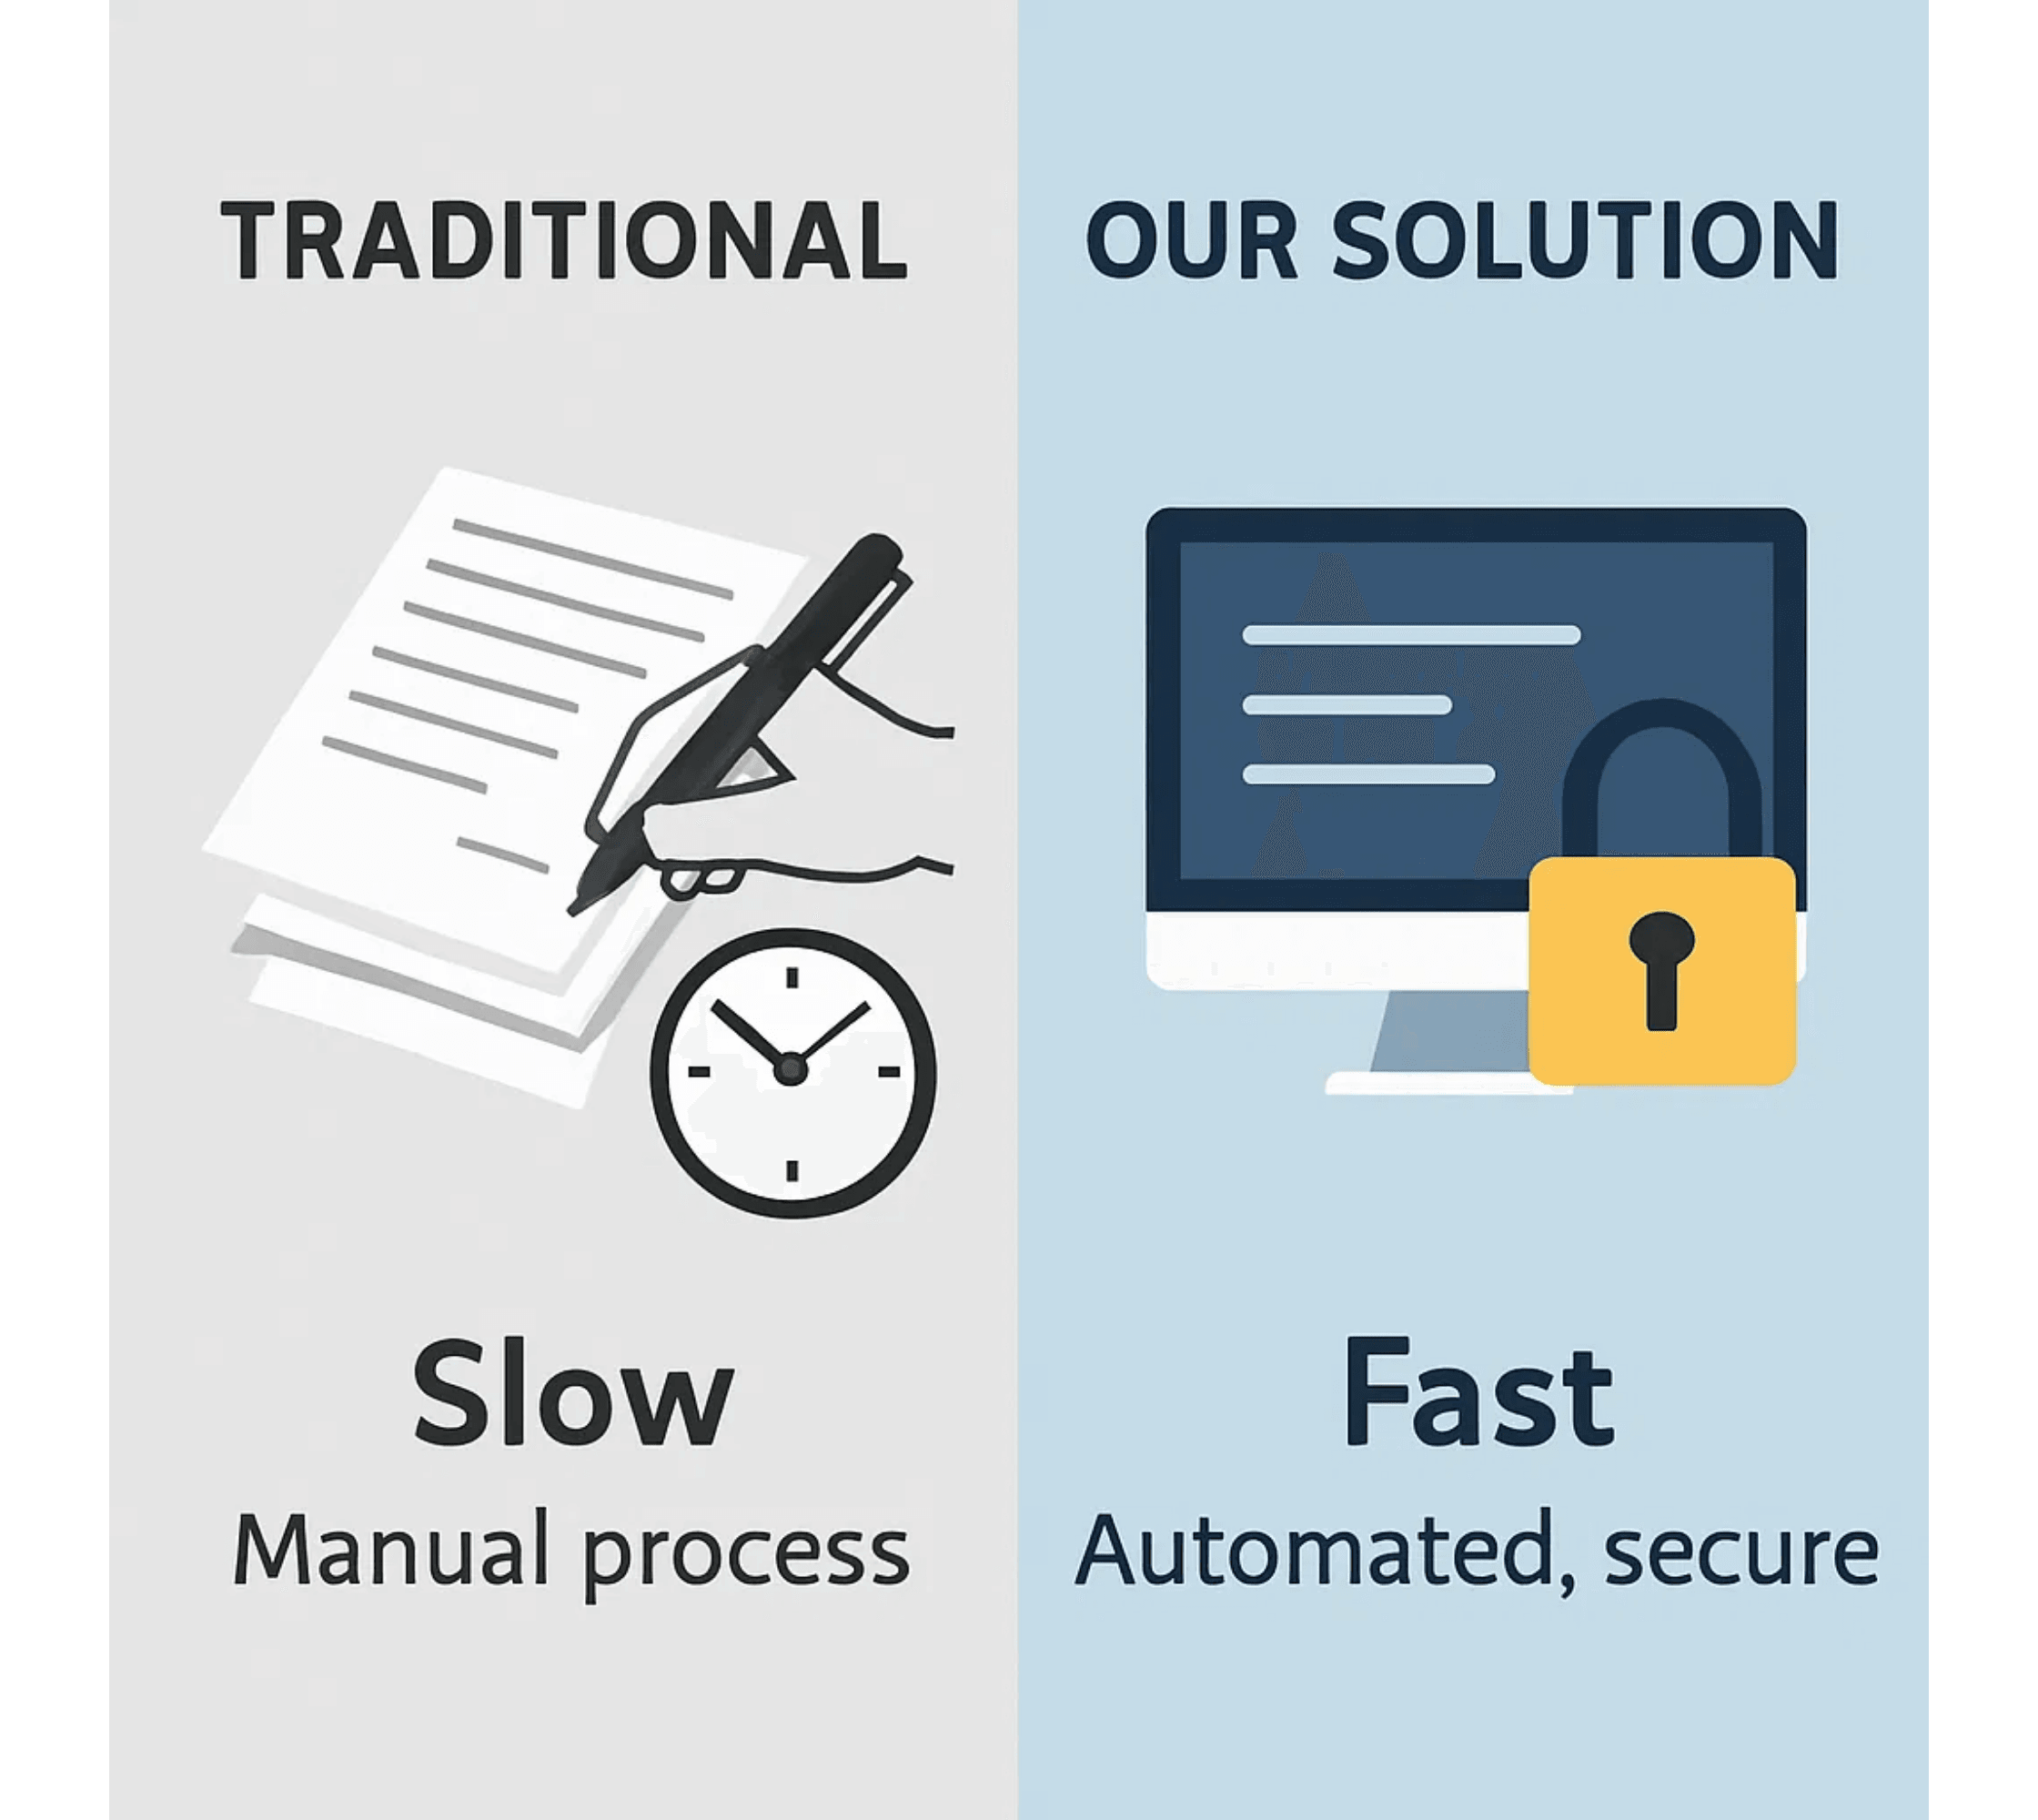 TRADITIONAL
Slow
Manual process
OUR SOLUTION
Fast
Automated, secure